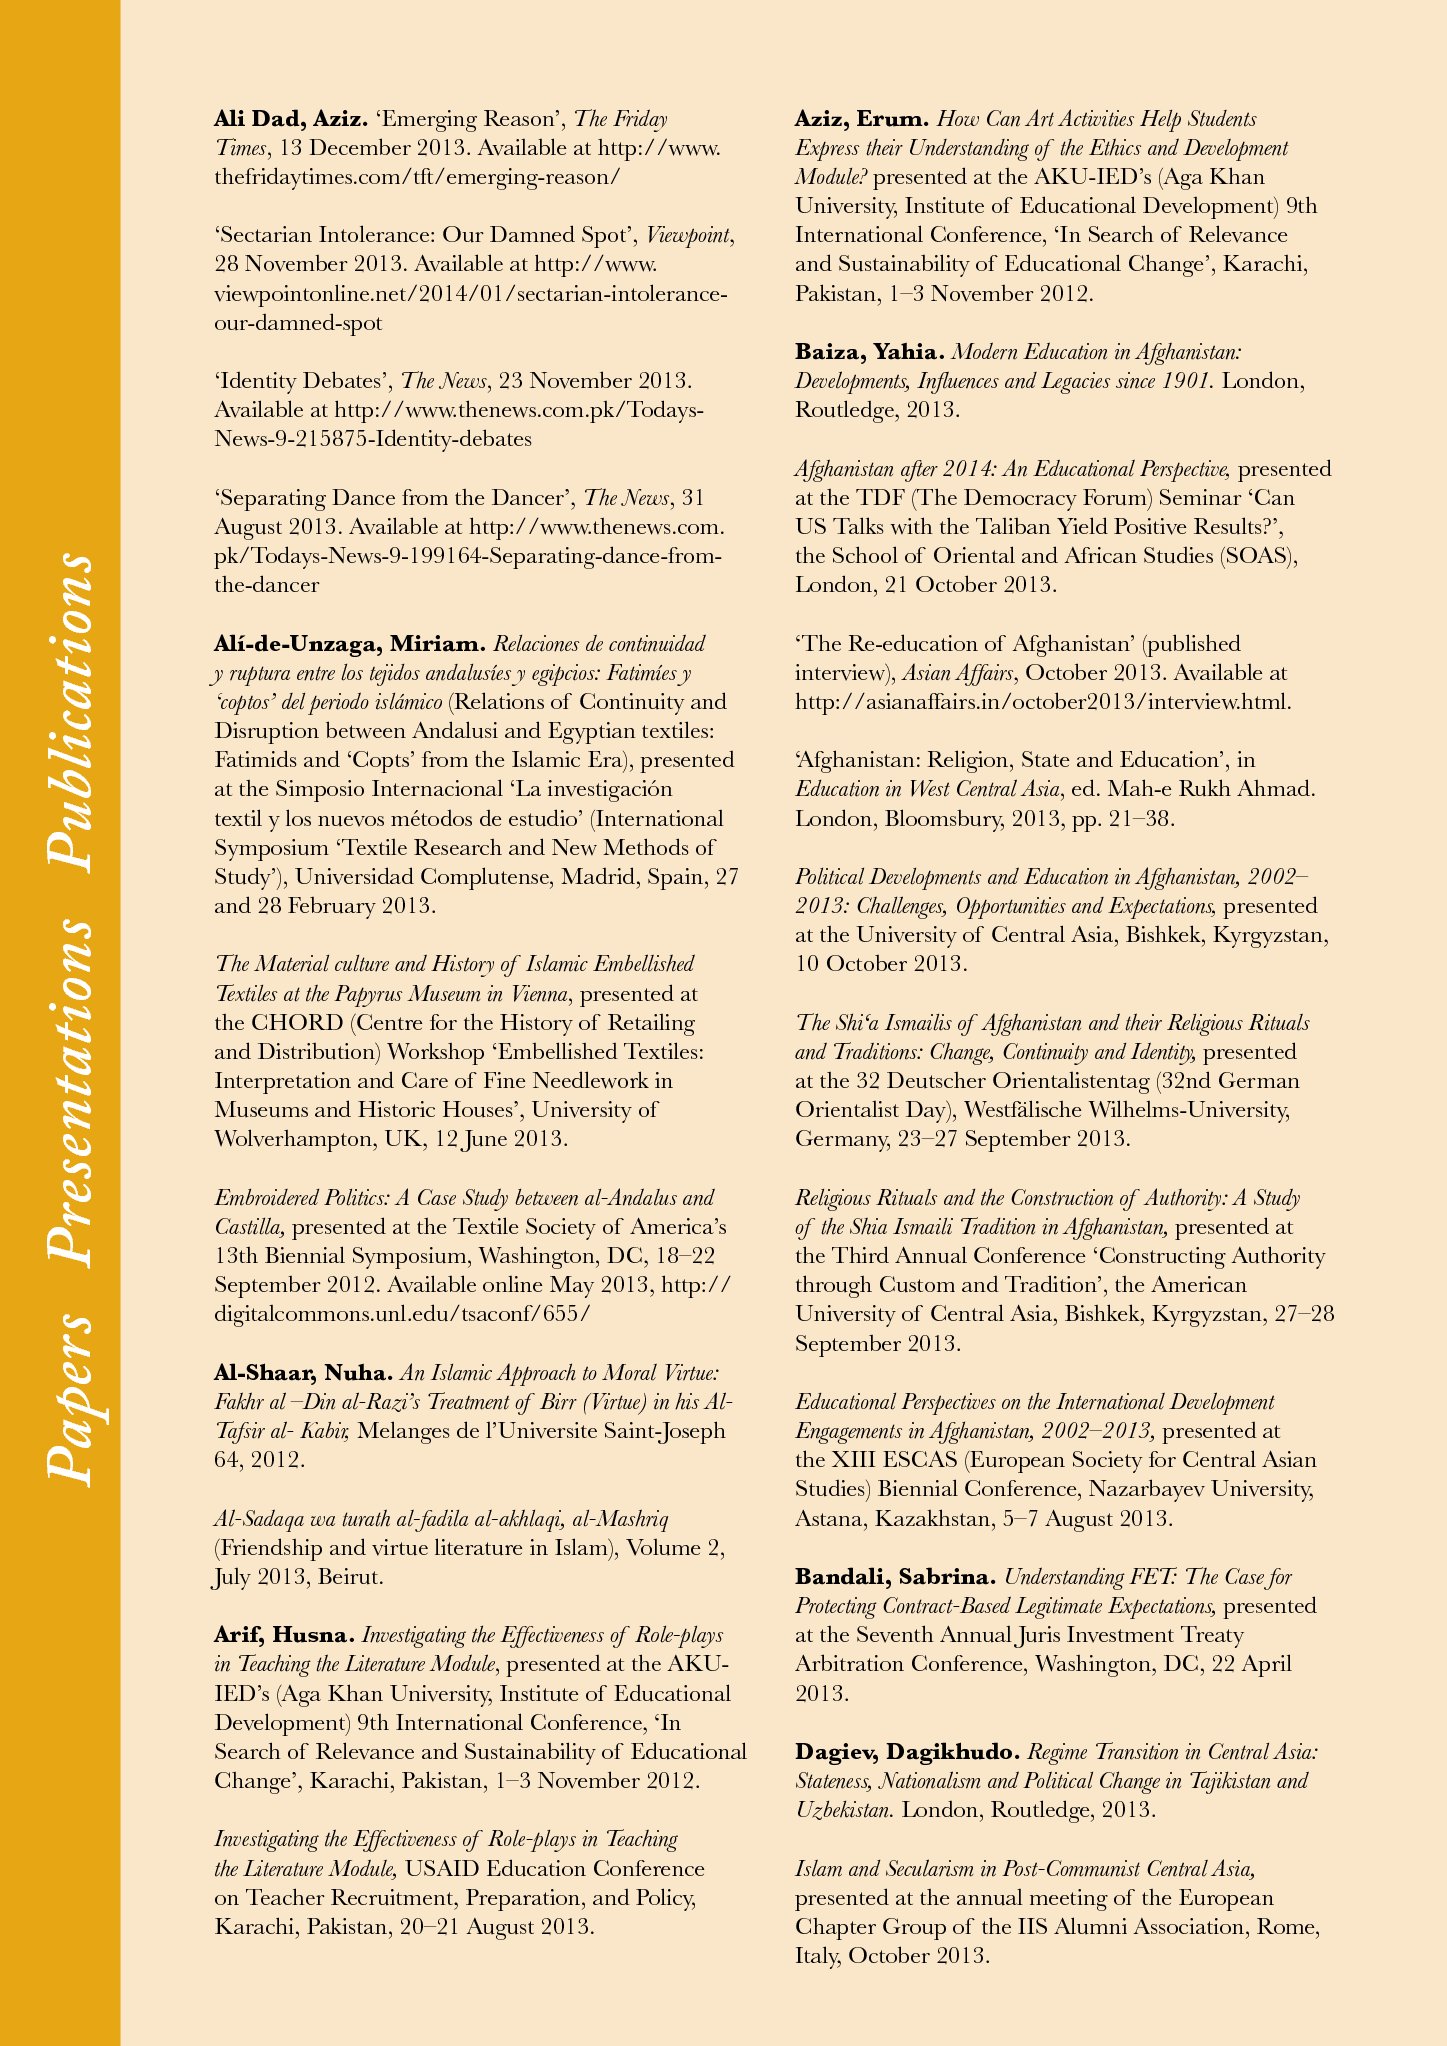 Papers Presentations Publications
Ali Dad, Aziz. ‘Emerging Reason’, The Friday
Times, 13 December 2013. Available at http://www.
thefridaytimes.com/tft/emerging-reason/
‘Sectarian Intolerance: Our Damned Spot’, Viewpoint,
28 November 2013. Available at http://www.
viewpointonline.net/2014/01/sectarian-intolerance-
our-damned-spot
‘Identity Debates’, The News, 23 November 2013.
Available at http://www.thenews.com.pk/Todays-
News-9-215875-Identity-debates
‘Separating Dance from the Dancer’, The News, 31
August 2013. Available at http://www.thenews.com.
pk/Todays-News-9-199164-Separating-dance-from-
the-dancer
Alí-de-Unzaga, Miriam. Relaciones de continuidad
y ruptura entre los tejidos andalusíes y egipcios: Fatimíes y
‘coptos’ del periodo islámico (Relations of Continuity and
Disruption between Andalusi and Egyptian textiles:
Fatimids and ‘Copts’ from the Islamic Era), presented
at the Simposio Internacional ‘La investigación
textil y los nuevos métodos de estudio’ (International
Symposium ‘Textile Research and New Methods of
Study’), Universidad Complutense, Madrid, Spain, 27
and 28 February 2013.
The Material culture and History of Islamic Embellished
Textiles at the Papyrus Museum in Vienna, presented at
the CHORD (Centre for the History of Retailing
and Distribution) Workshop ‘Embellished Textiles:
Interpretation and Care of Fine Needlework in
Museums and Historic Houses’, University of
Wolverhampton, UK, 12 June 2013.
Embroidered Politics: A Case Study between al-Andalus and
Castilla, presented at the Textile Society of America’s
13th Biennial Symposium, Washington, DC, 18–22
September 2012. Available online May 2013, http://
digitalcommons.unl.edu/tsaconf/655/
Al-Shaar, Nuha. An Islamic Approach to Moral Virtue:
Fakhr al –Din al-Razi’s Treatment of Birr (Virtue) in his Al-
Tafsir al- Kabir, Melanges de l’Universite Saint-Joseph
64, 2012.
Al-Sadaqa wa turath al-fadila al-akhlaqi, al-Mashriq
(Friendship and virtue literature in Islam), Volume 2,
July 2013, Beirut.
Arif, Husna. Investigating the Effectiveness of Role-plays
in Teaching the Literature Module, presented at the AKU-
IED’s (Aga Khan University, Institute of Educational
Development) 9th International Conference, ‘In
Search of Relevance and Sustainability of Educational
Change’, Karachi, Pakistan, 1–3 November 2012.
Investigating the Effectiveness of Role-plays in Teaching
the Literature Module, USAID Education Conference
on Teacher Recruitment, Preparation, and Policy,
Karachi, Pakistan, 20–21 August 2013.
Aziz, Erum. How Can Art Activities Help Students
Express their Understanding of the Ethics and Development
Module? presented at the AKU-IED’s (Aga Khan
University, Institute of Educational Development) 9th
International Conference, ‘In Search of Relevance
and Sustainability of Educational Change’, Karachi,
Pakistan, 1–3 November 2012.
Baiza, Yahia. Modern Education in Afghanistan:
Developments, Influences and Legacies since 1901. London,
Routledge, 2013.
Afghanistan after 2014: An Educational Perspective, presented
at the TDF (The Democracy Forum) Seminar ‘Can
US Talks with the Taliban Yield Positive Results?’,
the School of Oriental and African Studies (SOAS),
London, 21 October 2013.
‘The Re-education of Afghanistan’ (published
interview), Asian Affairs, October 2013. Available at
http://asianaffairs.in/october2013/interview.html.
‘Afghanistan: Religion, State and Education’, in
Education in West Central Asia, ed. Mah-e Rukh Ahmad.
London, Bloomsbury, 2013, pp. 21–38.
Political Developments and Education in Afghanistan, 2002–
2013: Challenges, Opportunities and Expectations, presented
at the University of Central Asia, Bishkek, Kyrgyzstan,
10 October 2013.
The Shi‘a Ismailis of Afghanistan and their Religious Rituals
and Traditions: Change, Continuity and Identity, presented
at the 32 Deutscher Orientalistentag (32nd German
Orientalist Day), Westfälische Wilhelms-University,
Germany, 23–27 September 2013.
Religious Rituals and the Construction of Authority: A Study
of the Shia Ismaili Tradition in Afghanistan, presented at
the Third Annual Conference ‘Constructing Authority
through Custom and Tradition’, the American
University of Central Asia, Bishkek, Kyrgyzstan, 27–28
September 2013.
Educational Perspectives on the International Development
Engagements in Afghanistan, 2002–2013, presented at
the XIII ESCAS (European Society for Central Asian
Studies) Biennial Conference, Nazarbayev University,
Astana, Kazakhstan, 5–7 August 2013.
Bandali, Sabrina. Understanding FET: The Case for
Protecting Contract-Based Legitimate Expectations, presented
at the Seventh Annual Juris Investment Treaty
Arbitration Conference, Washington, DC, 22 April
2013.
Dagiev, Dagikhudo. Regime Transition in Central Asia:
Stateness, Nationalism and Political Change in Tajikistan and
Uzbekistan. London, Routledge, 2013.
Islam and Secularism in Post-Communist Central Asia,
presented at the annual meeting of the European
Chapter Group of the IIS Alumni Association, Rome,
Italy, October 2013.